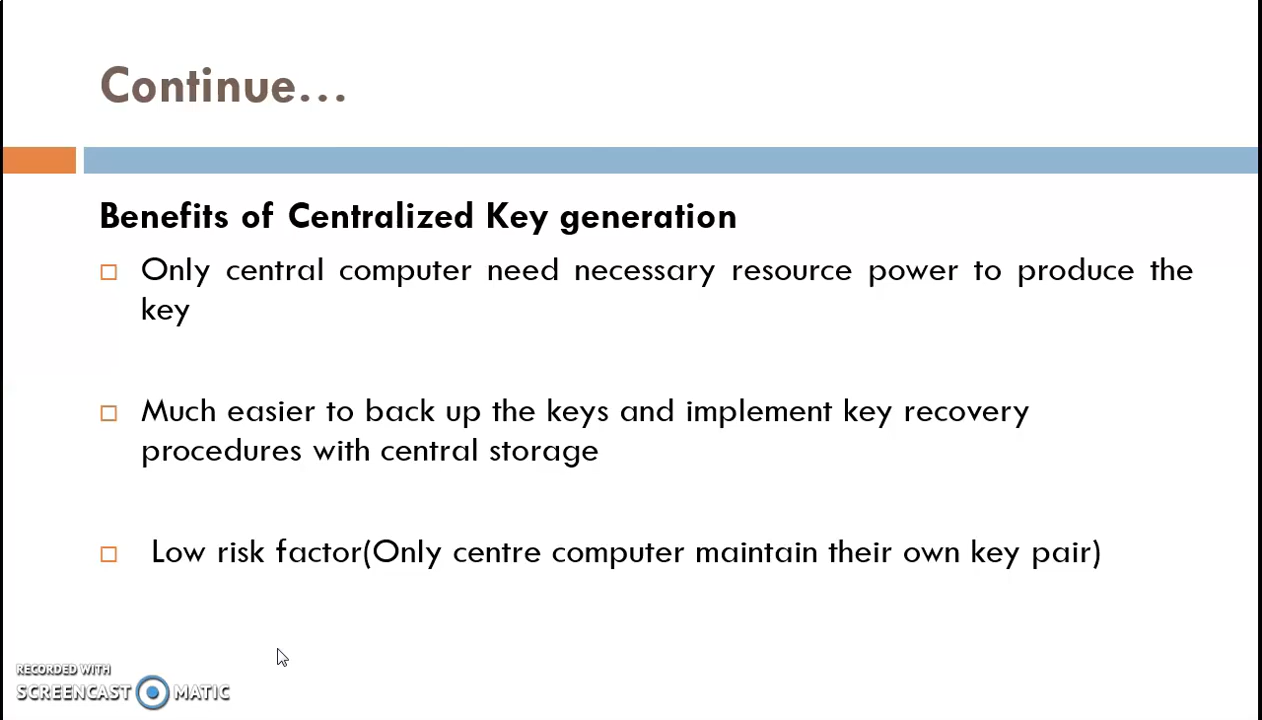 Continue...
Benefits of Centralized Key generation
Only central computer need necessary resource power to produce the
key
Much easier to back up the keys and implement key recovery
procedures with central storage
Low risk factor(Only centre computer maintain their own key pair)
RECORDED WITH
SCREENCAST MATIC